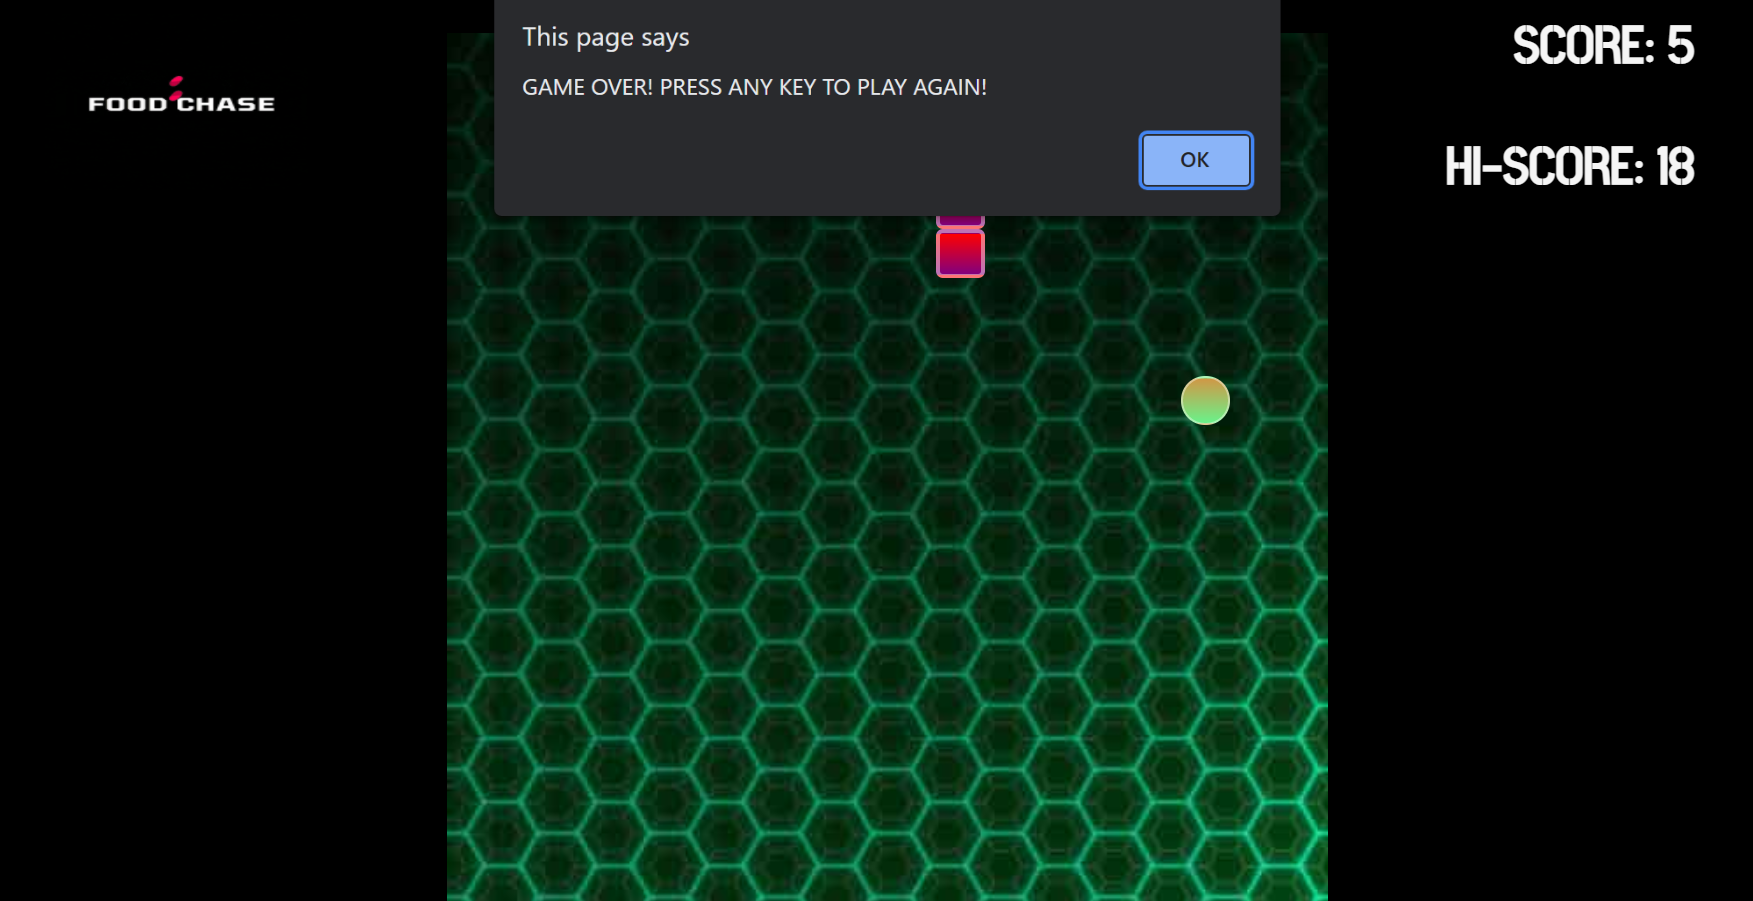 This page says
GAME OVER! PRESS ANY KEY TO PLAY AGAIN!
OK
FOOD CHASE
SCORE: 5
HI-SCORE: 18